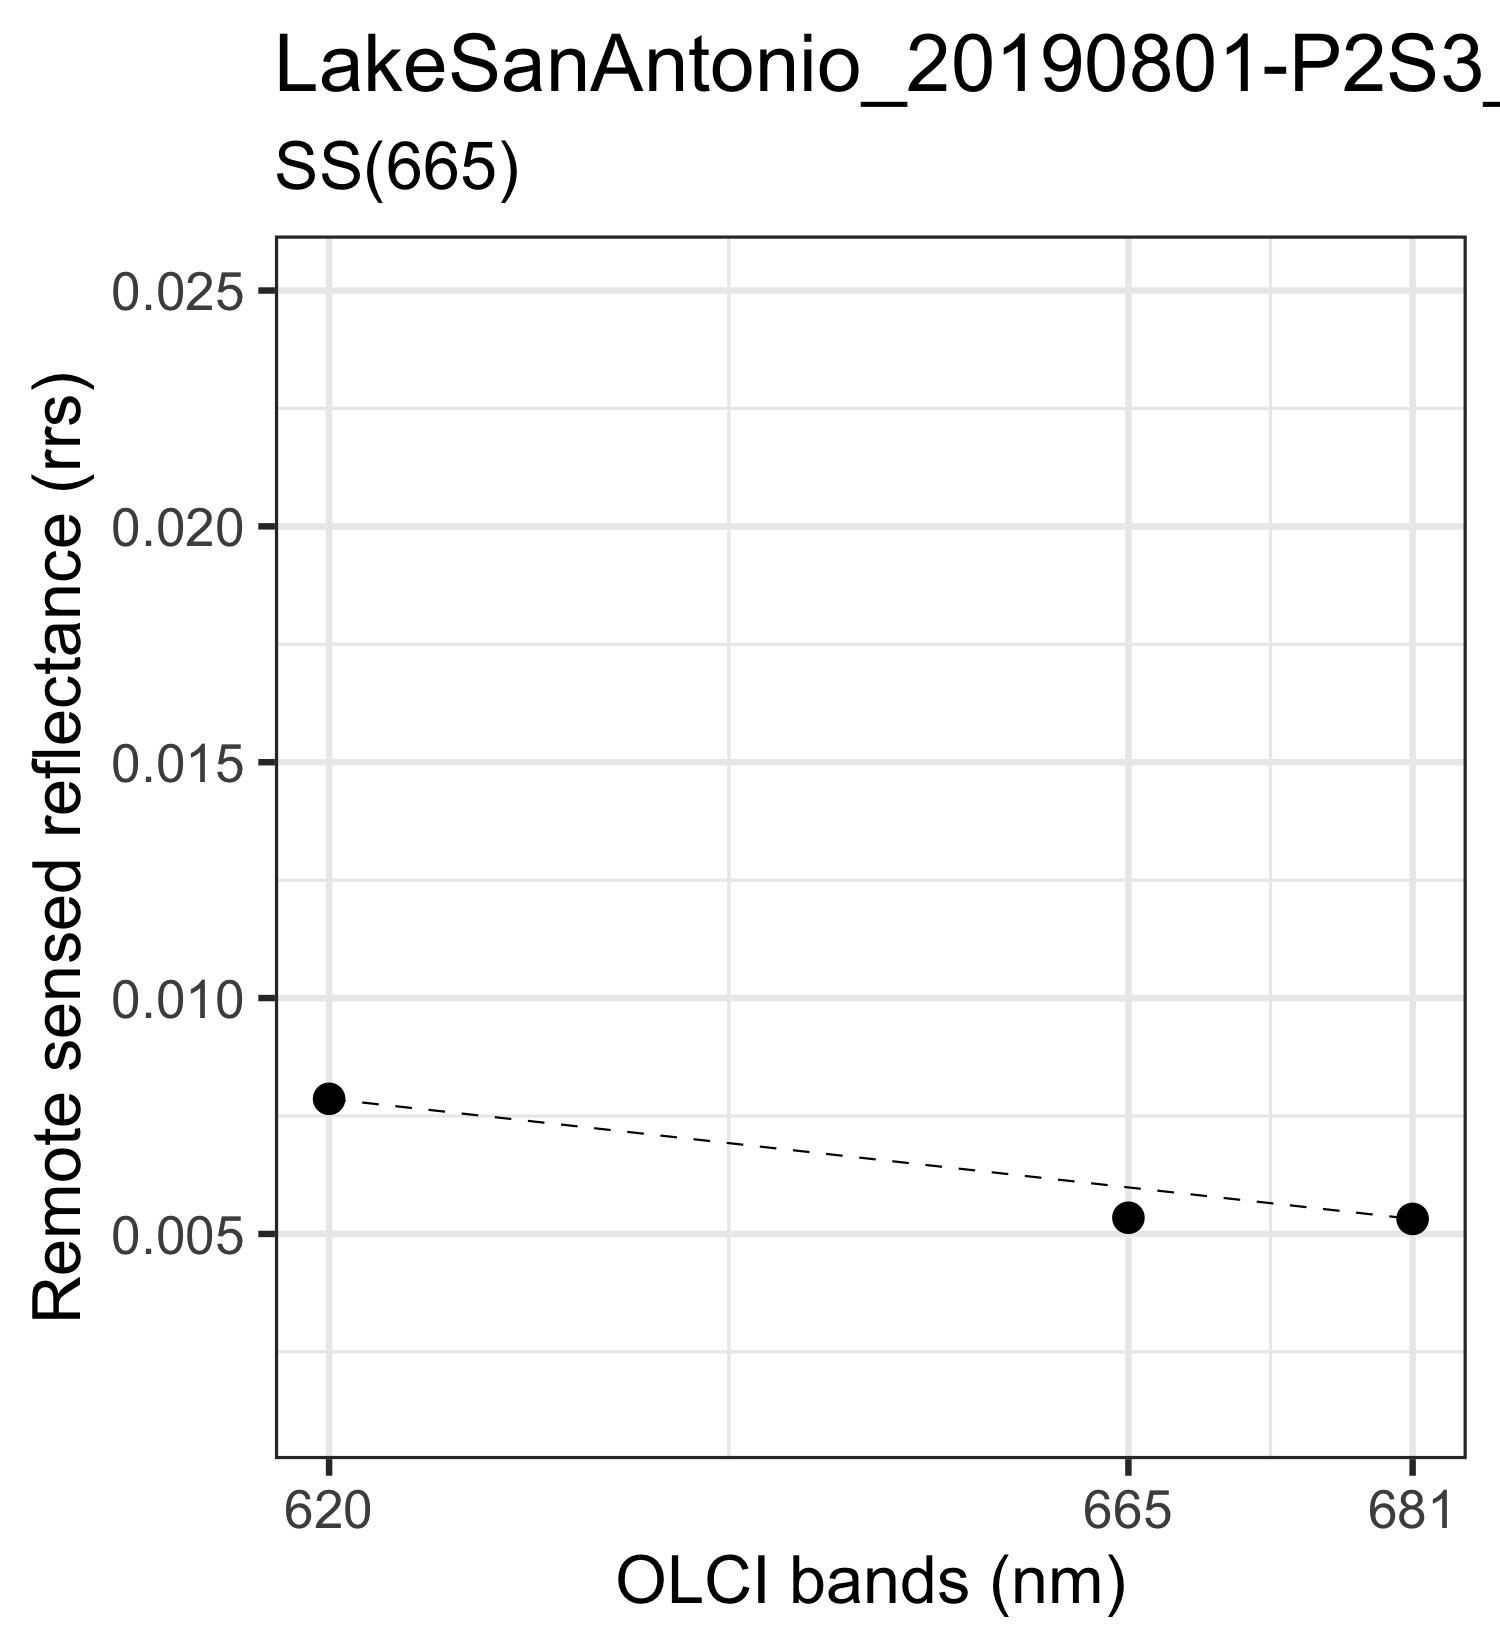 LakeSanAntonio_20190801-P2S3_
SS(665)
Remote sensed reflectance (rrs)
0.025
0.020
0.015
0.010
0.005
620
665
681
OLCI bands (nm)